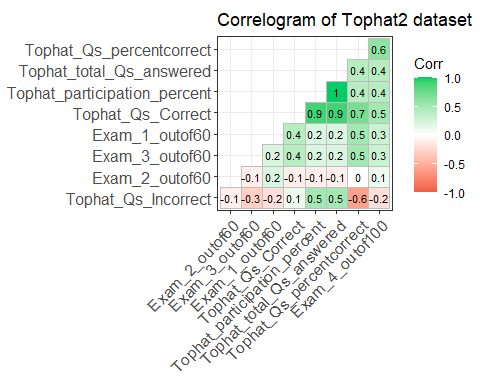 Correlogram of Tophat2 dataset
Tophat_Qs_percentcorrect 0.6
Tophat_total_Qs_answered 0.4 0.4
Tophat_participation_percent 1 0.4 0.4
Tophat_Qs_Correct 0.9 0.9 0.7 0.5
Exam_1_outof60 0.4 0.2 0.2 0.5 0.3
Exam_3_outof60 0.2 0.4 0.2 0.2 0.5 0.3
Exam_2_outof60 -0.1 0.2 -0.1 -0.1 -0.1 0 0.1
Tophat_Qs_Incorrect -0.1 -0.3 -0.2 0.1 0.5 0.5 -0.6 -0.2
Exam_2_outof60
Exam_3_outof60
Exam_1_outof60
Tophat_Qs_Correct
Tophat_participation_percent
Tophat_total_Qs_answered
Tophat_Qs_percentcorrect
Exam_4_outof100
Corr
1.0
0.5
0.0
-0.5
-1.0